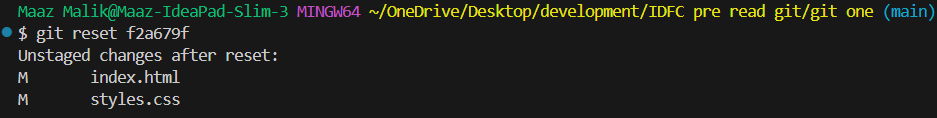 Maaz Malik@Maaz-IdeaPad-Slim-3 MINGW64 ~/OneDrive/Desktop/development/IDFC pre read git/git one (main)
$ git reset f2a679f
Unstaged changes after reset:
M       index.html
M       styles.css